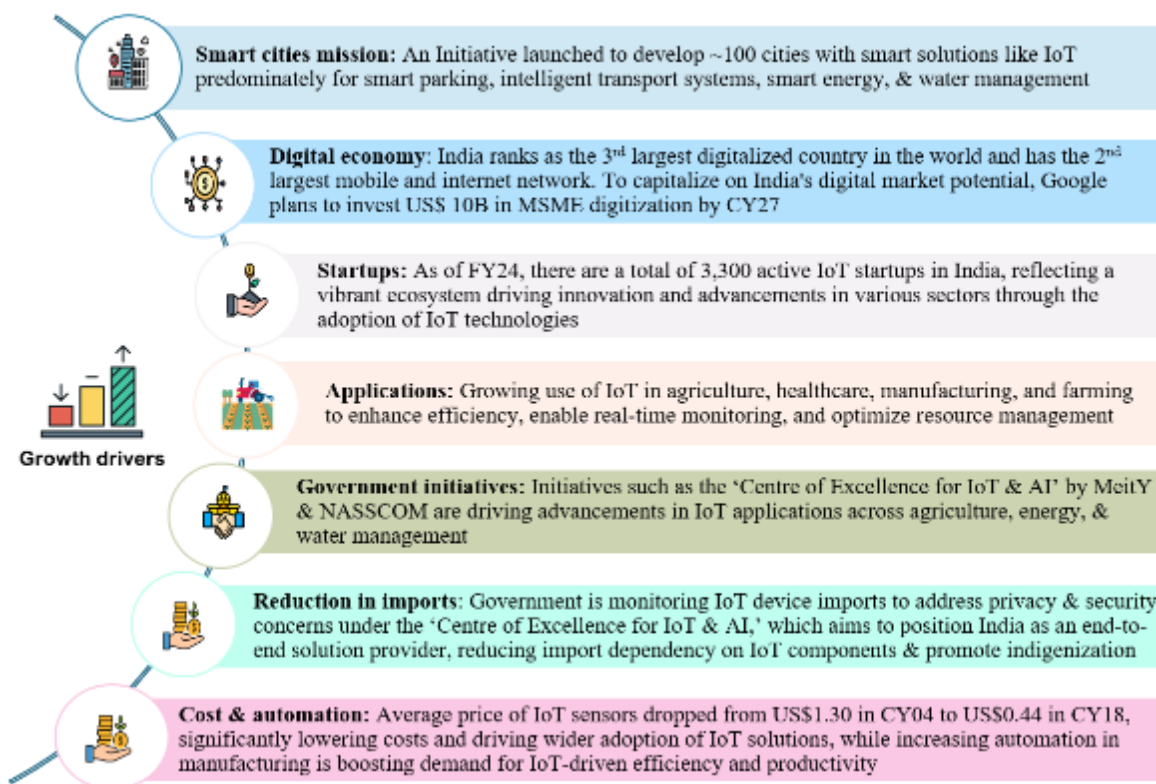 Smart cities mission: An Initiative launched to develop ~100 cities with smart solutions like IoT
predominately for smart parking, intelligent transport systems, smart energy, & water management
Digital economy: India ranks as the 3rd largest digitalized country in the world and has the 2nd
largest mobile and internet network. To capitalize on India's digital market potential, Google
plans to invest US$ 10B in MSME digitization by CY27
Startups: As of FY24, there are a total of 3,300 active IoT startups in India, reflecting a
vibrant ecosystem driving innovation and advancements in various sectors through the
adoption of IoT technologies
Applications: Growing use of IoT in agriculture, healthcare, manufacturing, and farming
to enhance efficiency, enable real-time monitoring, and optimize resource management
Growth drivers
Government initiatives: Initiatives such as the ‘Centre of Excellence for IoT & AI’ by MeitY
& NASSCOM are driving advancements in IoT applications across agriculture, energy, &
water management
Reduction in imports: Government is monitoring IoT device imports to address privacy & security
concerns under the ‘Centre of Excellence for IoT & AI,’ which aims to position India as an end-to-
end solution provider, reducing import dependency on IoT components & promote indigenization
Cost & automation: Average price of IoT sensors dropped from US$1.30 in CY04 to US$0.44 in CY18,
significantly lowering costs and driving wider adoption of IoT solutions, while increasing automation in
manufacturing is boosting demand for IoT-driven efficiency and productivity